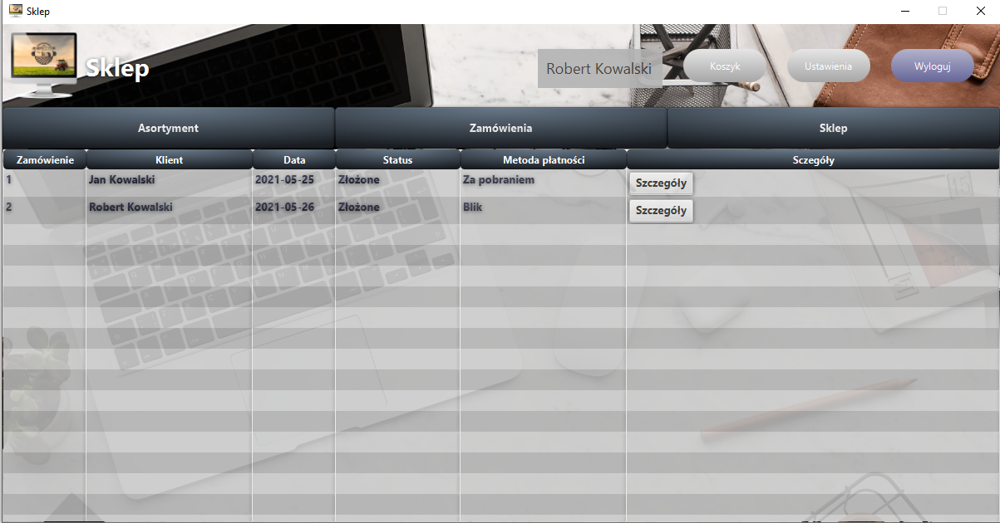 Sklep
Sklep
Robert Kowalski
Koszyk
Ustawienia
Wyloguj
Asortyment
Zamówienia
Sklep
Zamówienie Klient Data Status Metoda płatności Sczegóły
1 Jan Kowalski 2021-05-25 Złożone Za pobraniem Szczegóły
2 Robert Kowalski 2021-05-26 Złożone Blik Szczegóły